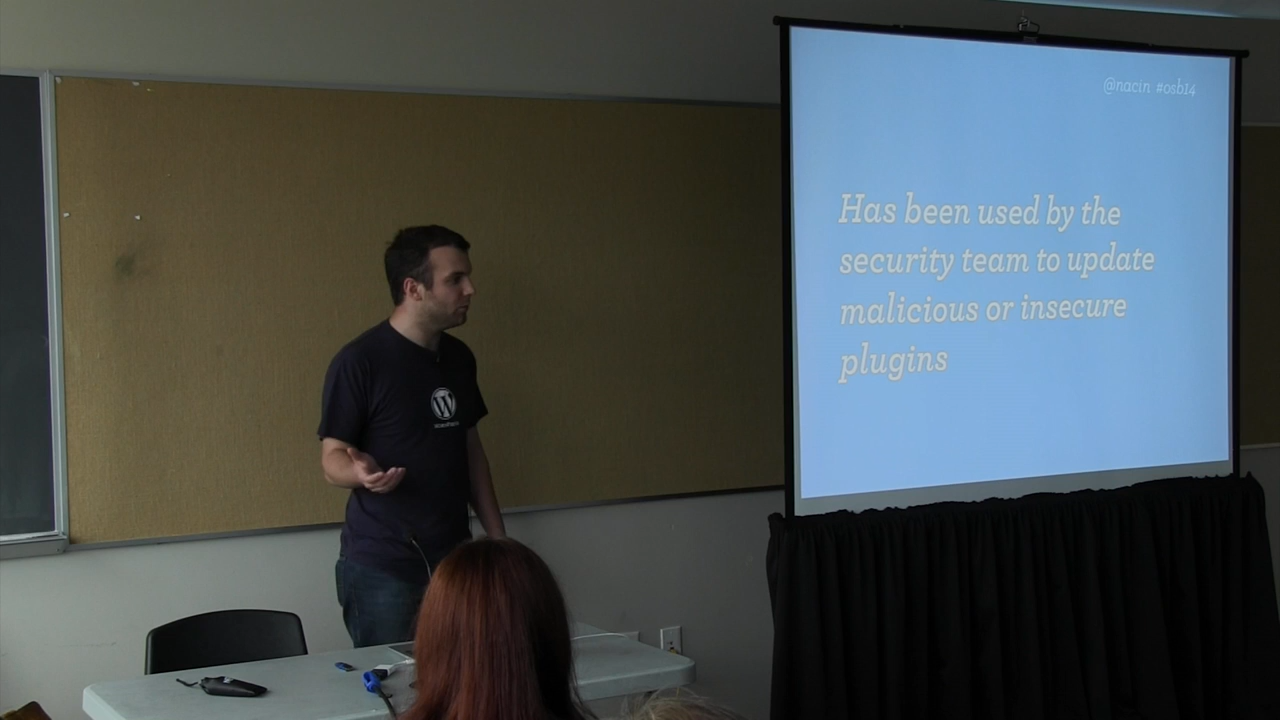 @nacin #osb14
Has been used by the
security team to update
malicious or insecure
plugins